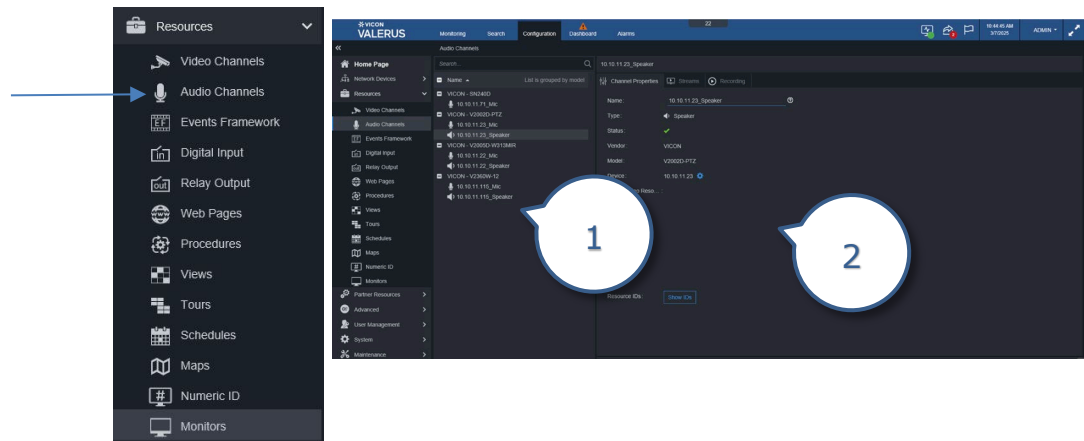 Resources
Video Channels
Audio Channels
EF Events Framework
in Digital Input
out Relay Output
www Web Pages
Procedures
Views
Tours
Schedules
Maps
# Numeric ID
Monitors
VICON
VALERUS
Monitoring Search Configuration Dashboard Alarms
22
10:44:45 AM
3/7/2025
ADMIN
Audio Channels
Home Page
Network Devices
Resources
Video Channels
Audio Channels
Events Framework
Digital Input
Relay Output
Web Pages
Procedures
Views
Tours
Schedules
Maps
Numeric ID
Monitors
Partner Resources
Advanced
User Management
System
Maintenance
Search...
Name List is grouped by model
VICON - SN240D
10.10.11.71_Mic
VICON - V2002D-PTZ
10.10.11.23_Mic
10.10.11.23_Speaker
VICON - V2005D-W313MIR
10.10.11.22_Mic
10.10.11.22_Speaker
VICON - V2360W-12
10.10.11.115_Mic
10.10.11.115_Speaker
1
10.10.11.23_Speaker
Channel Properties Streams Recording
Name: 10.10.11.23_Speaker
Type: Speaker
Status:
Vendor: VICON
Model: V2002D-PTZ
Device: 10.10.11.23
Reso...:
2
Resource IDs: Show IDs